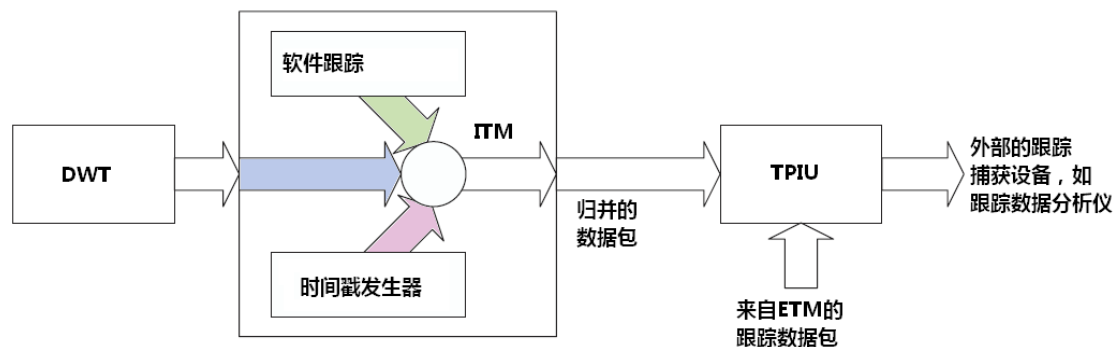 软件跟踪
ITM
DWT
TPIU
外部的跟踪
捕获设备，如
跟踪数据分析仪
归并的
数据包
时间戳发生器
来自ETM的
跟踪数据包